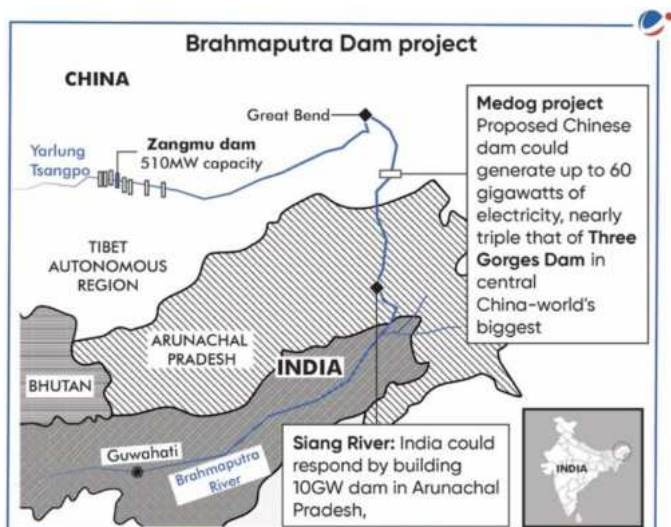 Brahmaputra Dam project
CHINA
Great Bend
Yarlung
Tsangpo
Zangmu dam
510MW capacity
Medog project
Proposed Chinese
dam could
generate up to 60
gigawatts of
electricity, nearly
triple that of Three
Gorges Dam in
central
China-world's
biggest
TIBET
AUTONOMOUS
REGION
ARUNACHAL
PRADESH
INDIA
BHUTAN
Guwahati
Brahmaputra
River
Siang River: India could
respond by building
10GW dam in Arunachal
Pradesh,
INDIA